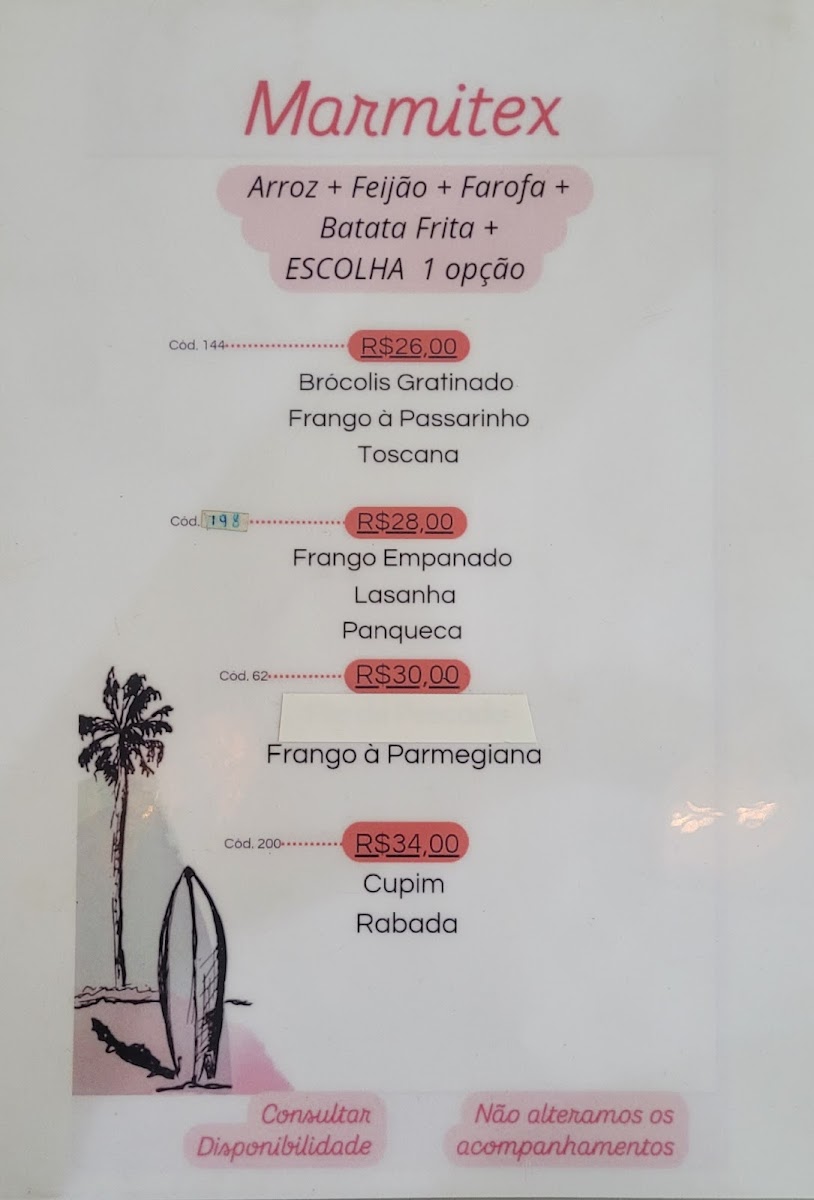 Marmitex
Arroz + Feijão + Farofa +
Batata Frita +
ESCOLHA 1 opção
Cód. 144 R$26,00
Brócolis Gratinado
Frango à Passarinho
Toscana
Cód. 198 R$28,00
Frango Empanado
Lasanha
Panqueca
Cód. 62 R$30,00
Frango à Parmegiana
Cód. 200 R$34,00
Cupim
Rabada
Consultar
Disponibilidade
Não alteramos os
acompanhamentos